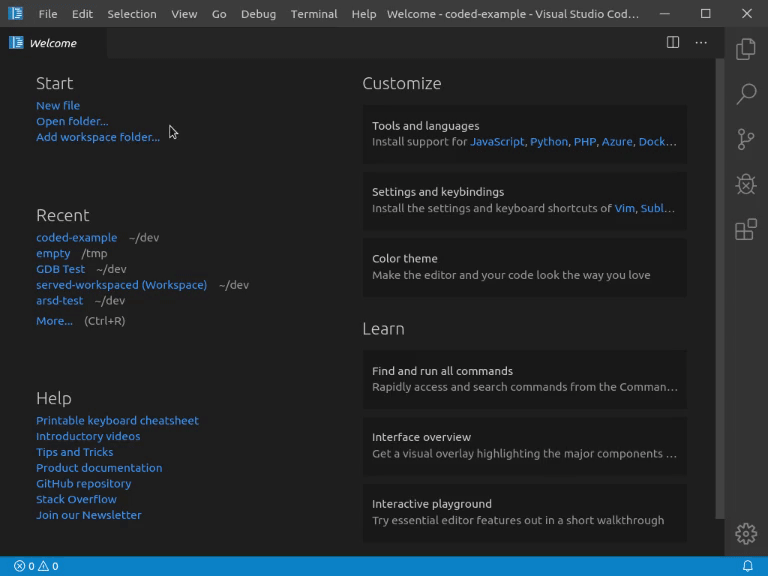 File Edit Selection View Go Debug Terminal Help Welcome - coded-example - Visual Studio Cod...
Welcome
Start
New file
Open folder...
Add workspace folder...
Recent
coded-example ~/dev
empty /tmp
GDB Test ~/dev
served-workspaced (Workspace) ~/dev
arsd-test ~/dev
More... (Ctrl+R)
Help
Printable keyboard cheatsheet
Introductory videos
Tips and Tricks
Product documentation
GitHub repository
Stack Overflow
Join our Newsletter
Customize
Tools and languages
Install support for JavaScript, Python, PHP, Azure, Dock...
Settings and keybindings
Install the settings and keyboard shortcuts of Vim, Subl...
Color theme
Make the editor and your code look the way you love
Learn
Find and run all commands
Rapidly access and search commands from the Comman...
Interface overview
Get a visual overlay highlighting the major components ...
Interactive playground
Try essential editor features out in a short walkthrough
0 0